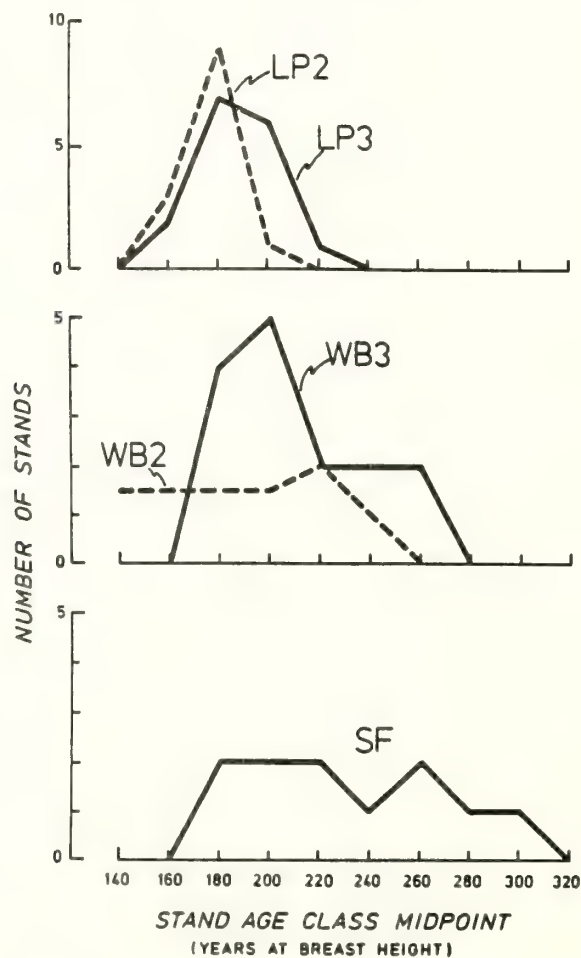 10
LP2
LP3
5
0
5
WB3
WB2
0
5
SF
0
140 160 180 200 220 240 260 280 300 320
NUMBER OF STANDS
STAND AGE CLASS MIDPOINT
(YEARS AT BREAST HEIGHT)